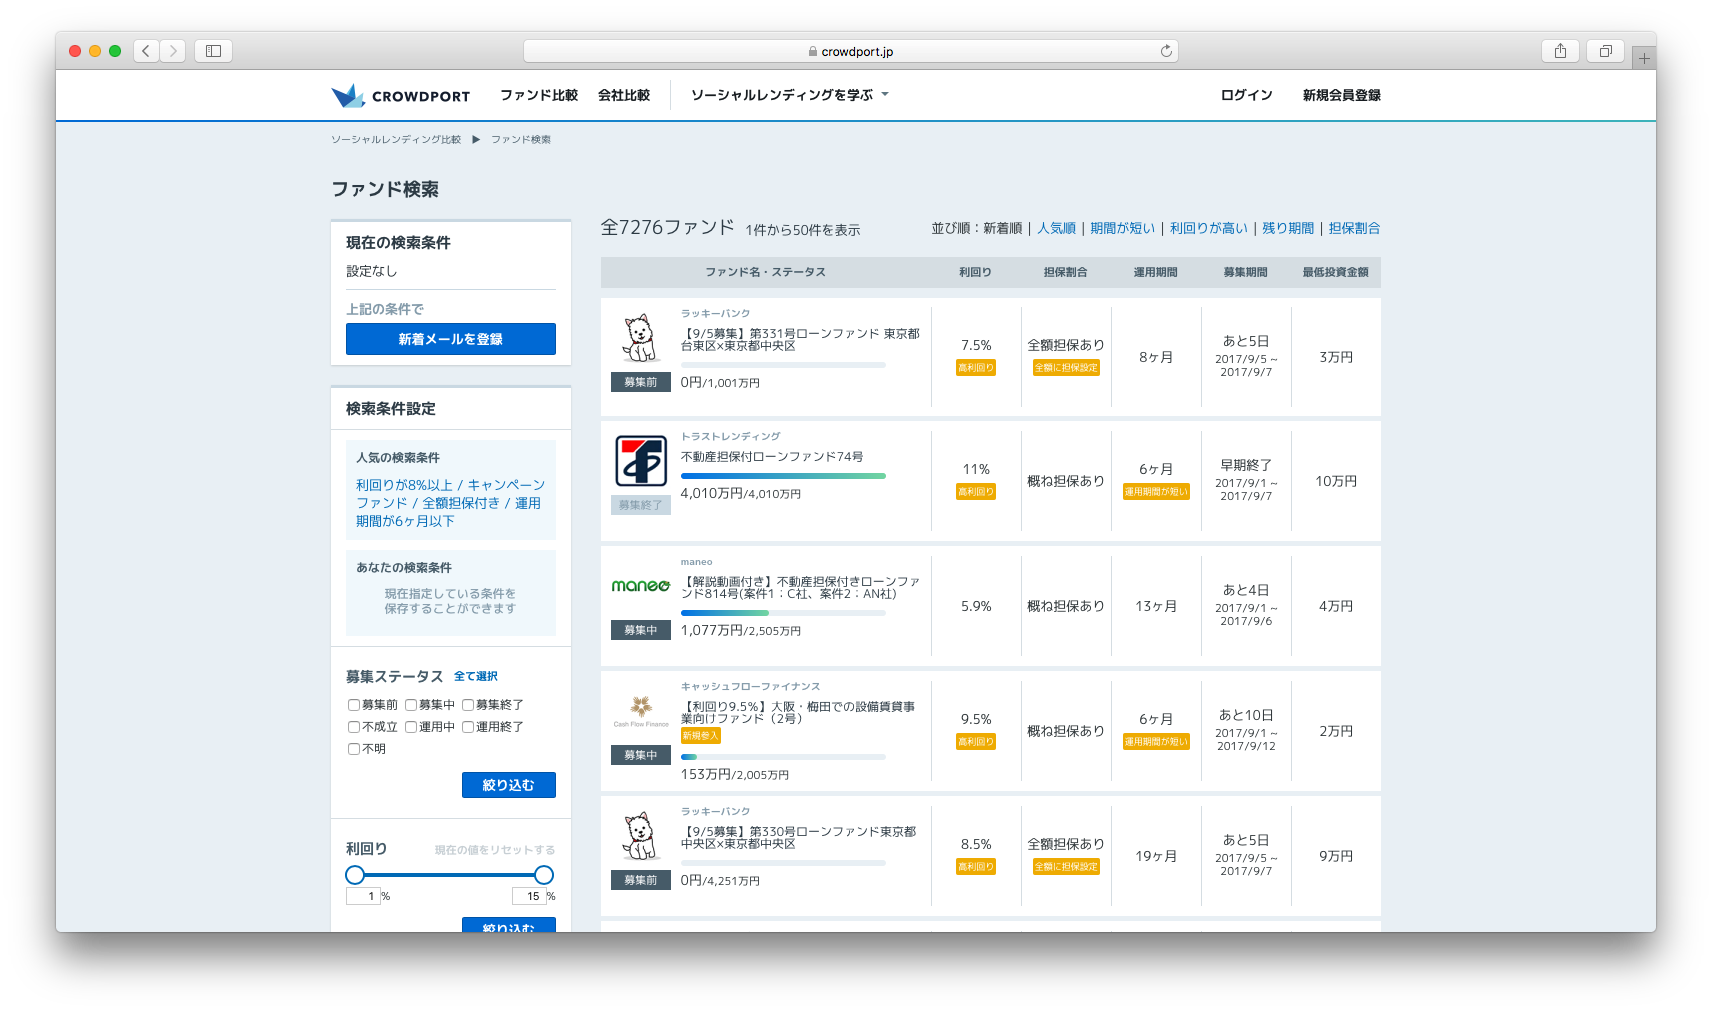 crowdport.jp
CROWDPORT
ファンド比較
会社比較
ソーシャルレンディングを学ぶ
ログイン
新規会員登録
ソーシャルレンディング比較 ▶ ファンド検索
ファンド検索
現在の検索条件
設定なし
上記の条件で
新着メールを登録
検索条件設定
人気の検索条件
利回りが8%以上 / キャンペーン
ファンド / 全額担保付き / 運用
期間が6ヶ月以下
あなたの検索条件
現在指定している条件を
保存することができます
募集ステータス 全て選択
募集前 募集中 募集終了
不成立 運用中 運用終了
不明
絞り込む
利回り 現在の値をリセットする
1 % 15 %
絞り込む
全7276ファンド 1件から50件を表示
並び順：新着順 | 人気順 | 期間が短い | 利回りが高い | 残り期間 | 担保割合
ファンド名・ステータス 利回り 担保割合 運用期間 募集期間 最低投資金額
ラッキーバンク
【9/5募集】第331号ローンファンド 東京都
台東区×東京都中央区
募集前
0円/1,001万円
7.5%
高利回り
全額担保あり
全額に担保設定
8ヶ月
あと5日
2017/9/5 ~
2017/9/7
3万円
トラストレンディング
不動産担保付ローンファンド74号
募集終了
4,010万円/4,010万円
11%
高利回り
概ね担保あり
6ヶ月
運用期間が短い
早期終了
2017/9/1 ~
2017/9/7
10万円
maneo
maneo
【解説動画付き】不動産担保付きローンファ
ンド814号(案件1：C社、案件2：AN社)
募集中
1,077万円/2,505万円
5.9%
概ね担保あり
13ヶ月
あと4日
2017/9/1 ~
2017/9/6
4万円
Cash Flow Finance
キャッシュフローファイナンス
【利回り9.5%】大阪・梅田での設備賃貸事
業向けファンド（2号）
新規参入
募集中
153万円/2,005万円
9.5%
高利回り
概ね担保あり
6ヶ月
運用期間が短い
あと10日
2017/9/1 ~
2017/9/12
2万円
ラッキーバンク
【9/5募集】第330号ローンファンド東京都
中央区×東京都中央区
募集前
0円/4,251万円
8.5%
高利回り
全額担保あり
全額に担保設定
19ヶ月
あと5日
2017/9/5 ~
2017/9/7
9万円